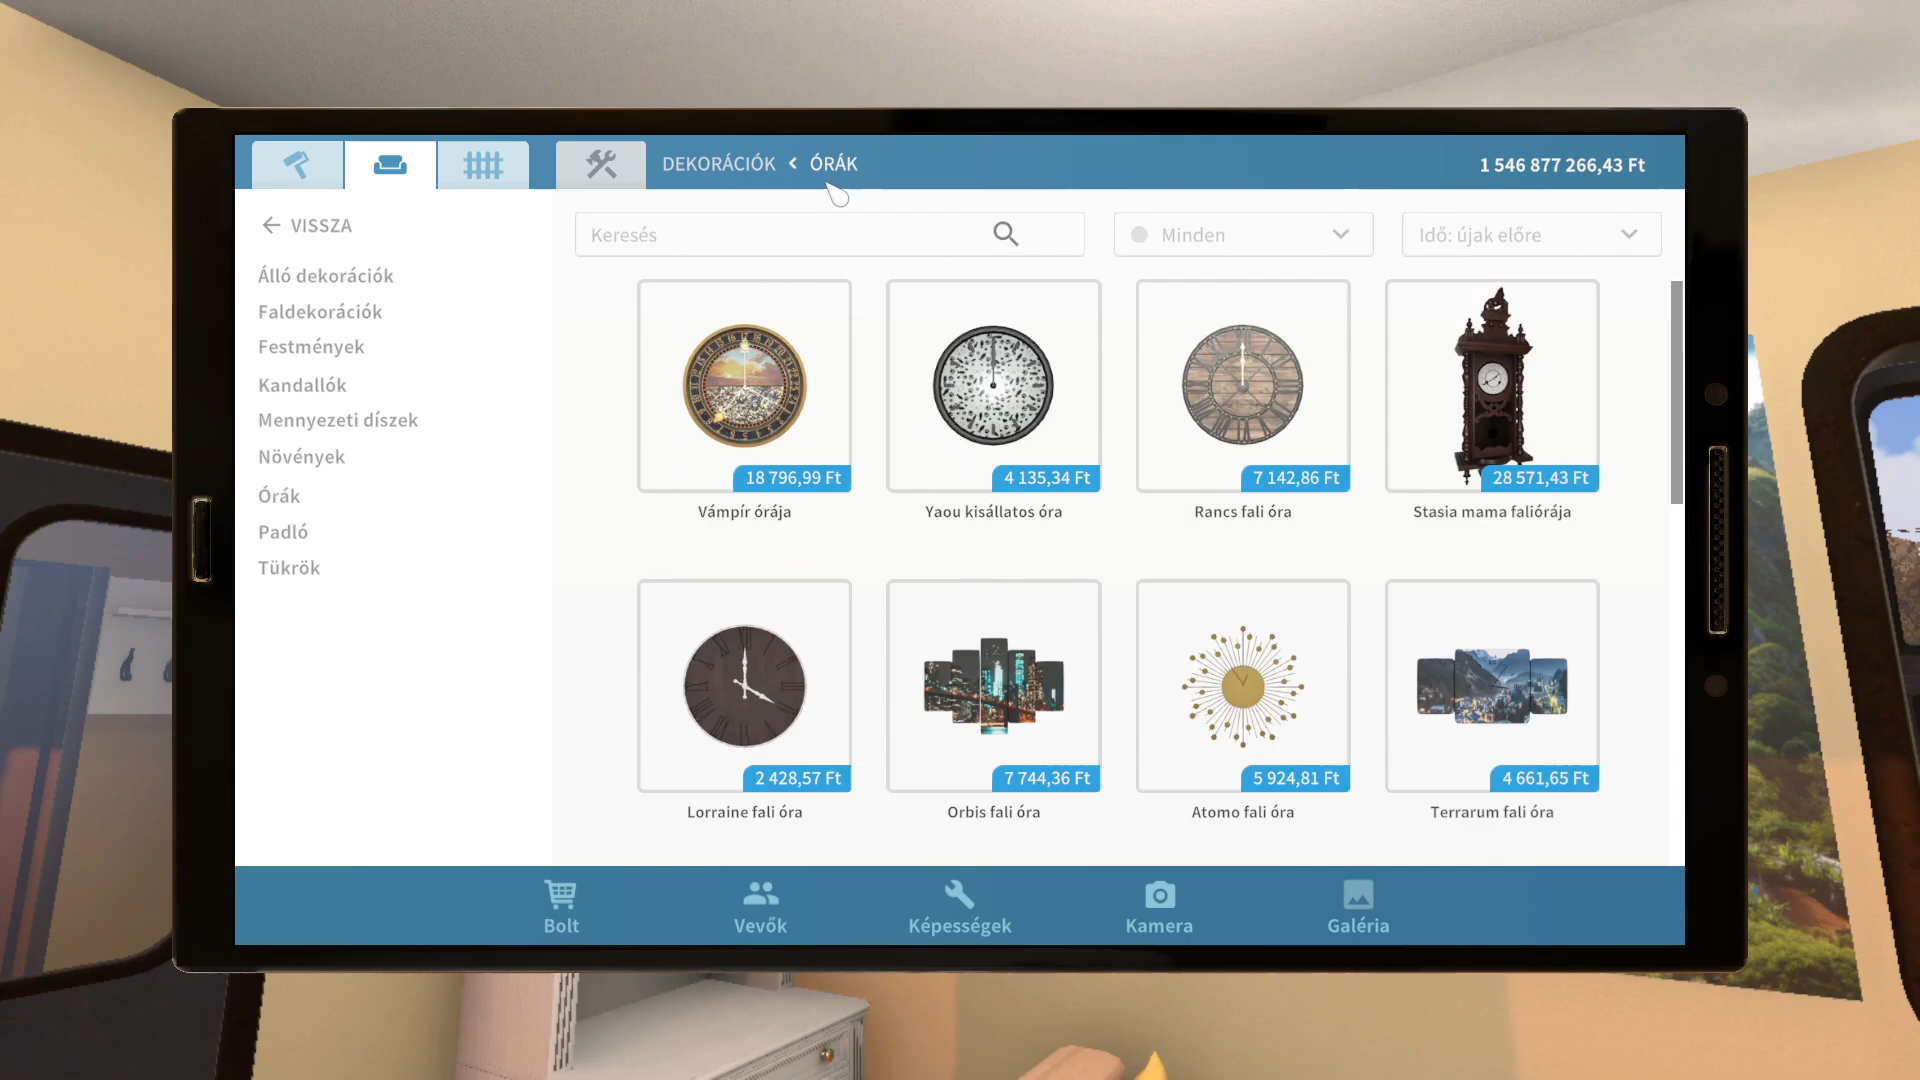 DEKORÁCIÓK < ÓRÁK
1 546 877 266,43 Ft
VISSZA
Álló dekorációk
Faldekorációk
Festmények
Kandallók
Mennyezeti díszek
Növények
Órák
Padló
Tükrök
Keresés
Minden
Idő: újak előre
18 796,99 Ft
4 135,34 Ft
7 142,86 Ft
28 571,43 Ft
Vámpír órája
Yaou kisállatos óra
Rancs fali óra
Stasia mama faliórája
2 428,57 Ft
7 744,36 Ft
5 924,81 Ft
4 661,65 Ft
Lorraine fali óra
Orbis fali óra
Atomo fali óra
Terrarum fali óra
Bolt
Vevők
Képességek
Kamera
Galéria